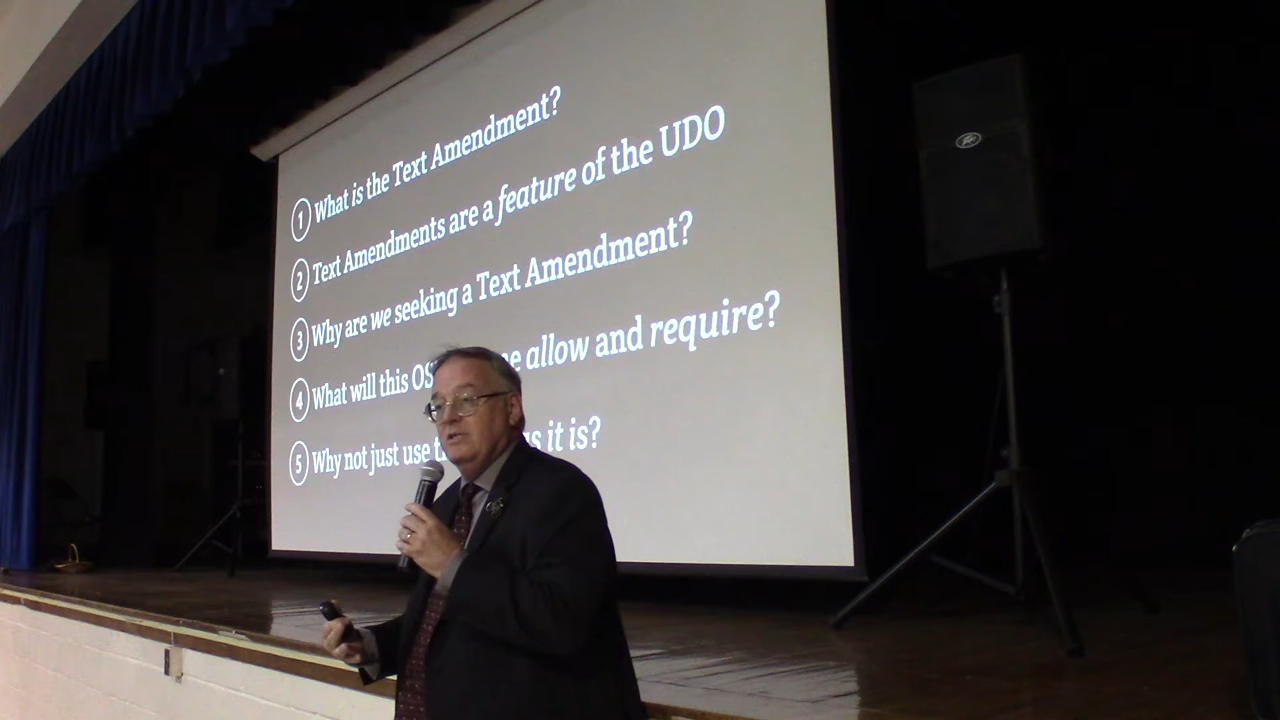 1 What is the Text Amendment?
2 Text Amendments are a feature of the UDO
3 Why are we seeking a Text Amendment?
4 What will this allow and require?
5 Why not just use it is?